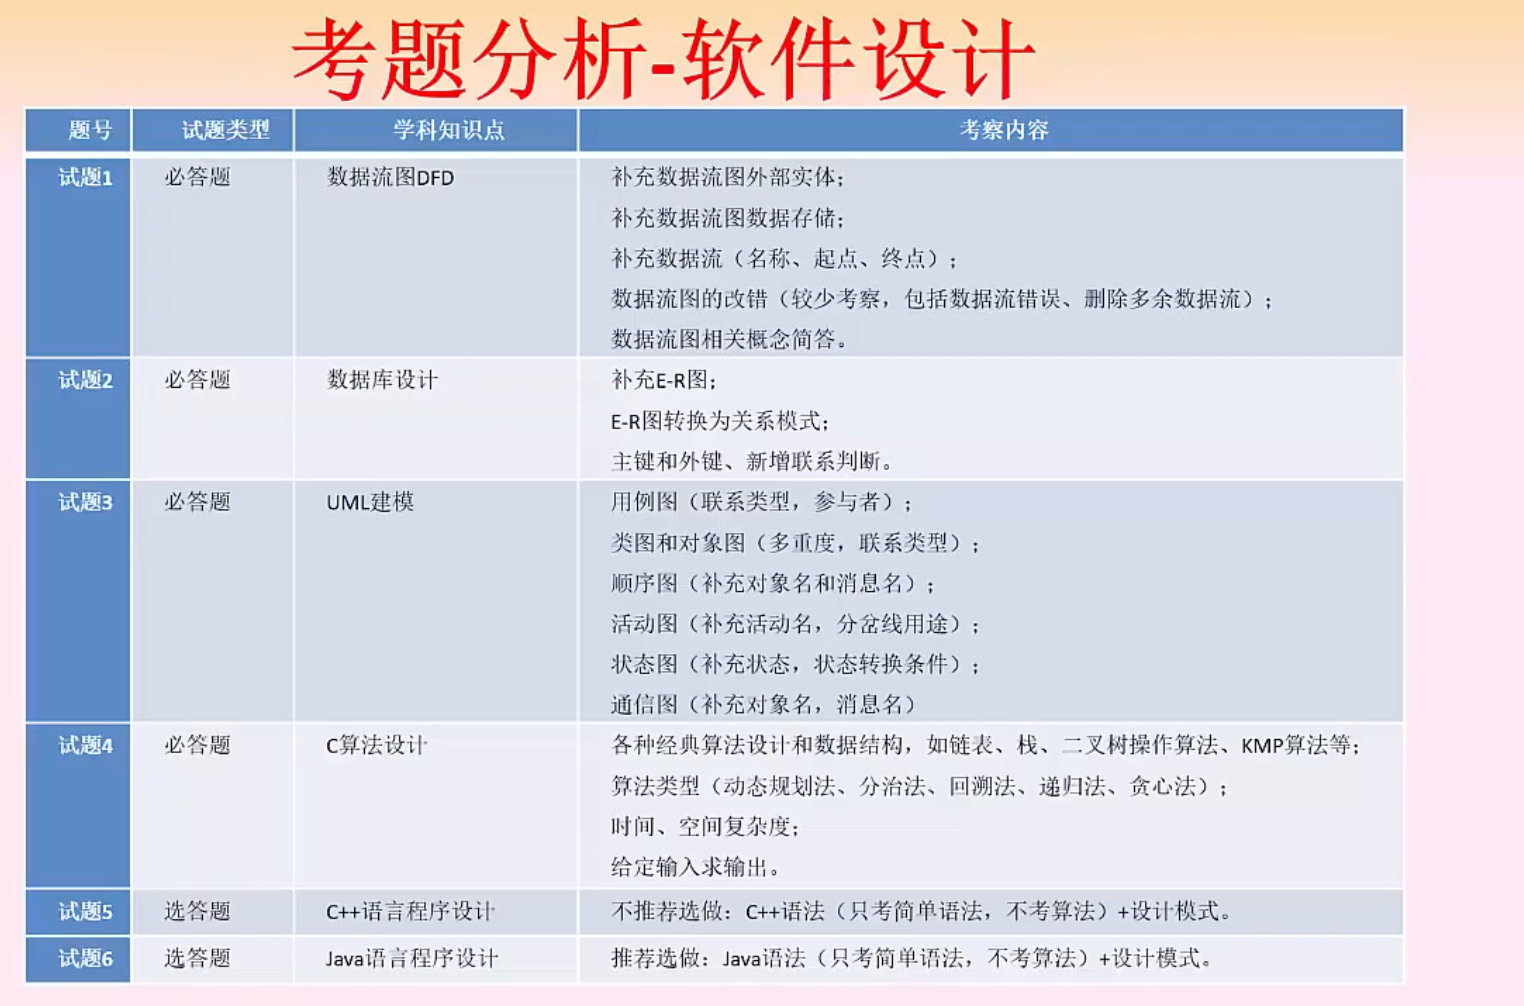 考题分析-软件设计
题号 试题类型 学科知识点 考察内容
试题1 必答题 数据流图DFD 补充数据流图外部实体；
补充数据流图数据存储；
补充数据流（名称、起点、终点）；
数据流图的改错（较少考察，包括数据流错误、删除多余数据流）；
数据流图相关概念简答。
试题2 必答题 数据库设计 补充E-R图；
E-R图转换为关系模式；
主键和外键、新增联系判断。
试题3 必答题 UML建模 用例图（联系类型，参与者）；
类图和对象图（多重度，联系类型）；
顺序图（补充对象名和消息名）；
活动图（补充活动名，分岔线用途）；
状态图（补充状态，状态转换条件）；
通信图（补充对象名，消息名）
试题4 必答题 C算法设计 各种经典算法设计和数据结构，如链表、栈、二叉树操作算法、KMP算法等；
算法类型（动态规划法、分治法、回溯法、递归法、贪心法）；
时间、空间复杂度；
给定输入求输出。
试题5 选答题 C++语言程序设计 不推荐选做：C++语法（只考简单语法，不考算法）+设计模式。
试题6 选答题 Java语言程序设计 推荐选做：Java语法（只考简单语法，不考算法）+设计模式。